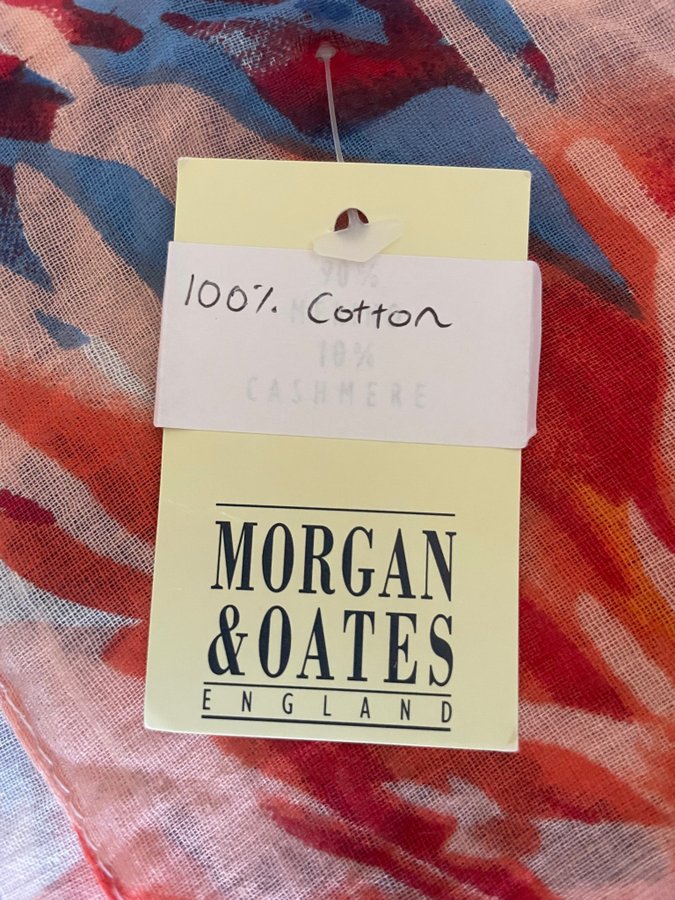 90%
100% Cotton
10%
CASHMERE
MORGAN
& OATES
ENGLAND